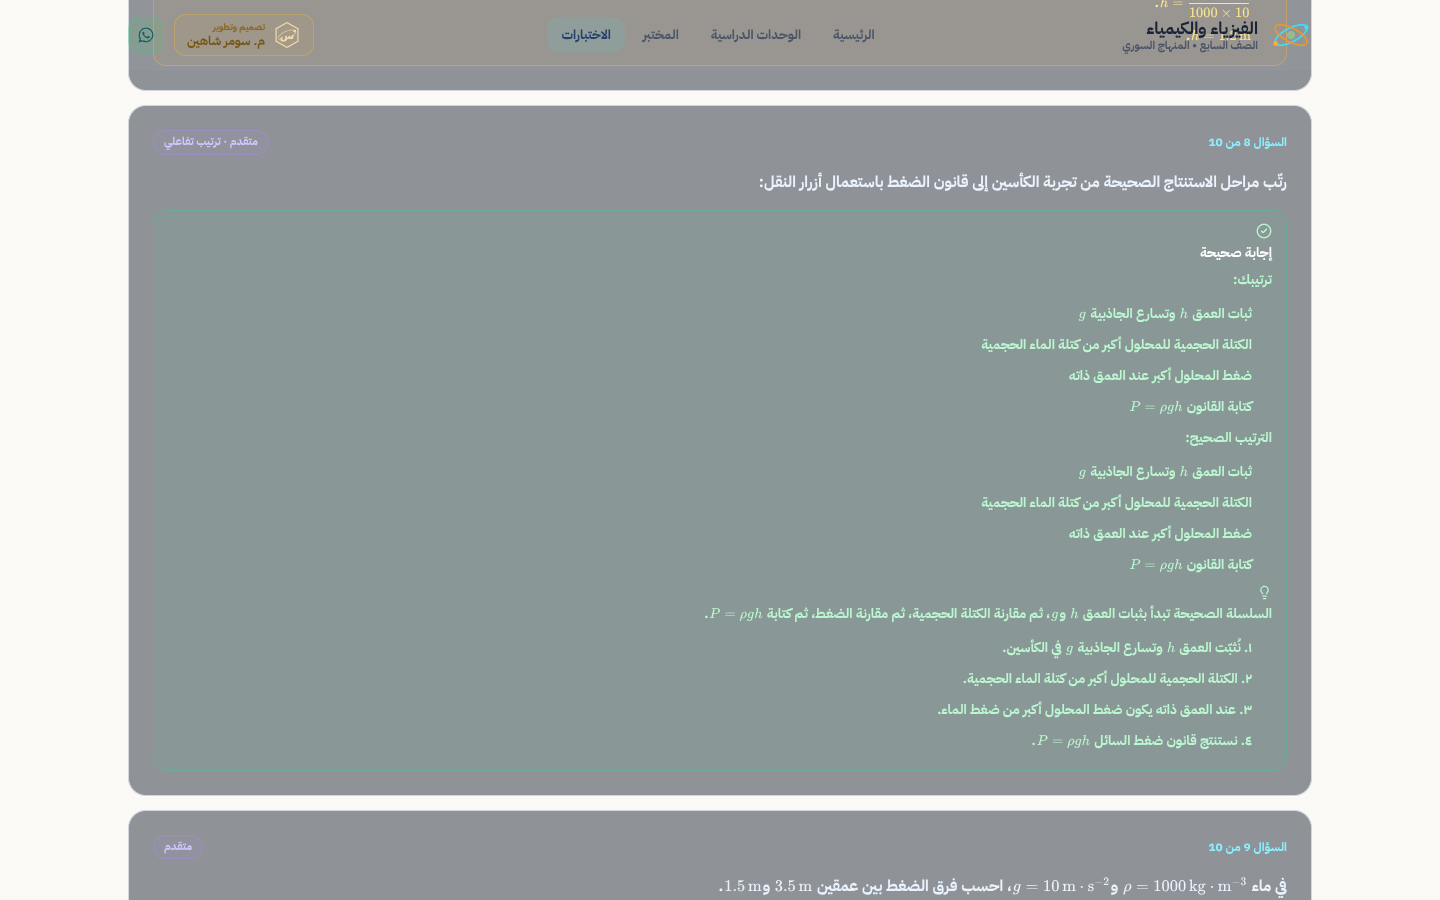 h = / 1000 × 10 .
الفيزياء والكيمياء
الصف السابع • المنهاج السوري
الرئيسية
الوحدات الدراسية
المختبر
الاختبارات
تصميم وتطوير
م. سومر شاهين
السؤال 8 من 10
متقدم · ترتيب تفاعلي
رتّب مراحل الاستنتاج الصحيحة من تجربة الكأسين إلى قانون الضغط باستعمال أزرار النقل:
إجابة صحيحة
ترتيبك:
ثبات العمق h وتسارع الجاذبية g
الكتلة الحجمية للمحلول أكبر من كتلة الماء الحجمية
ضغط المحلول أكبر عند العمق ذاته
كتابة القانون P = ρgh
الترتيب الصحيح:
ثبات العمق h وتسارع الجاذبية g
الكتلة الحجمية للمحلول أكبر من كتلة الماء الحجمية
ضغط المحلول أكبر عند العمق ذاته
كتابة القانون P = ρgh
السلسلة الصحيحة تبدأ بثبات العمق h وg، ثم مقارنة الكتلة الحجمية، ثم مقارنة الضغط، ثم كتابة P = ρgh.
١. نُثبّت العمق h وتسارع الجاذبية g في الكأسين.
٢. الكتلة الحجمية للمحلول أكبر من كتلة الماء الحجمية.
٣. عند العمق ذاته يكون ضغط المحلول أكبر من ضغط الماء.
٤. نستنتج قانون ضغط السائل P = ρgh.
السؤال 9 من 10
متقدم
في ماء ρ = 1000 kg · m⁻³ وg = 10 m · s⁻²، احسب فرق الضغط بين عمقين 3.5 m و1.5 m.